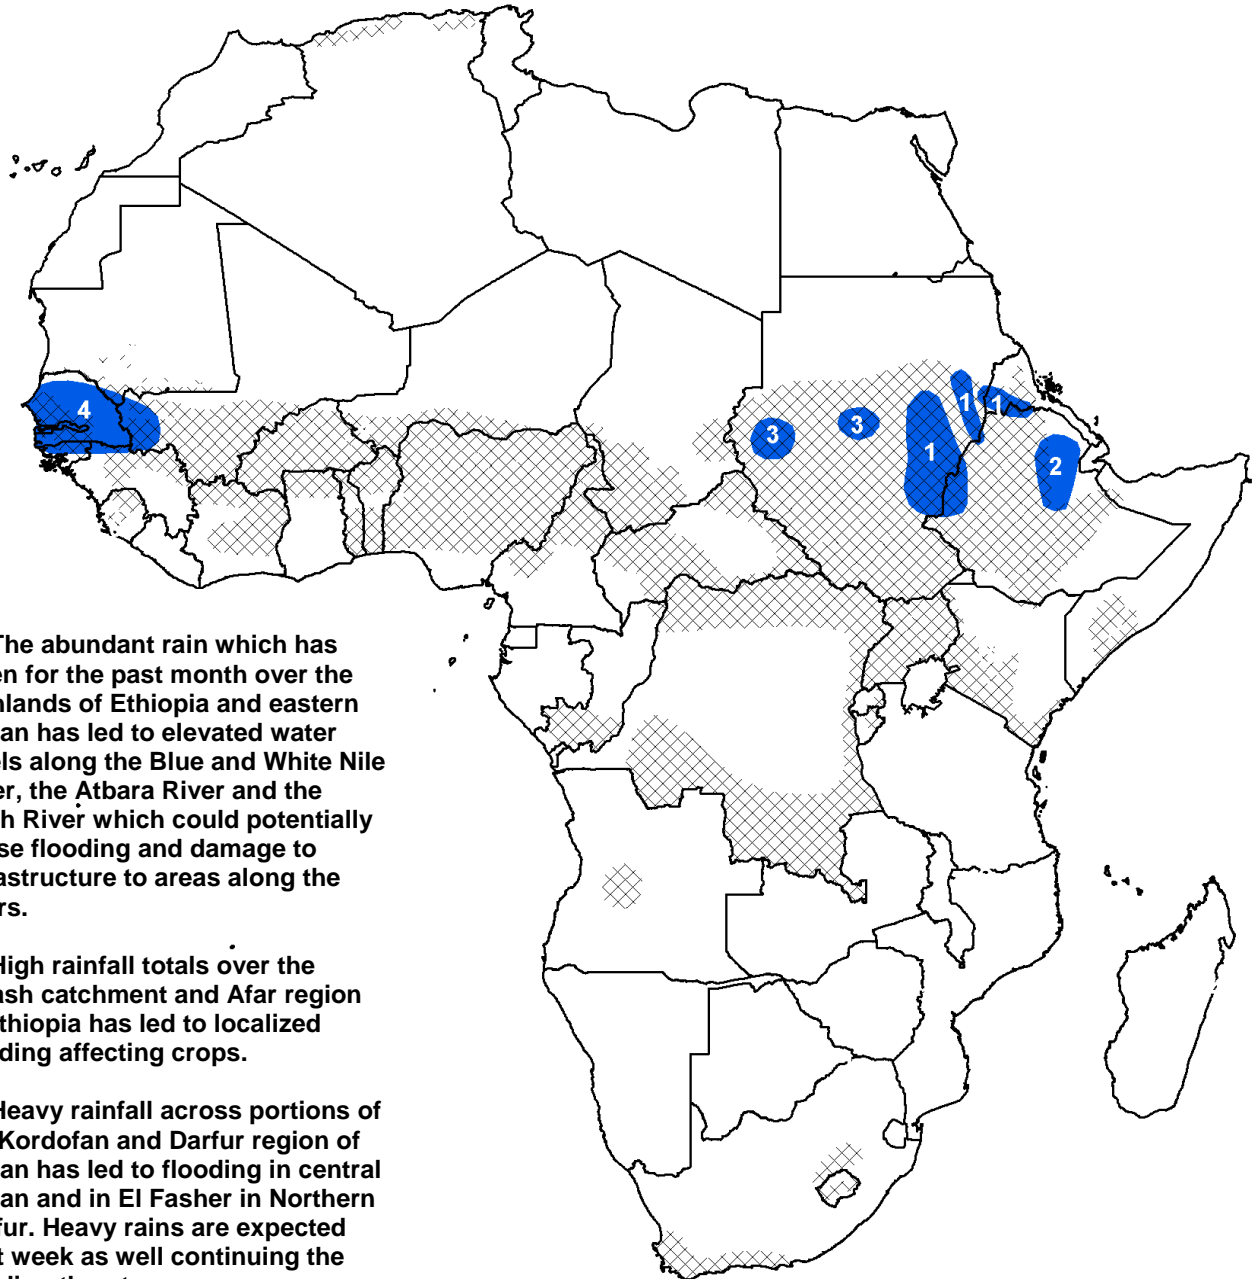 4
3
3
1
1
1
2
The abundant rain which has
en for the past month over the
lands of Ethiopia and eastern
an has led to elevated water
els along the Blue and White Nile
er, the Atbara River and the
h River which could potentially
se flooding and damage to
astructure to areas along the
rs.
High rainfall totals over the
ash catchment and Afar region
thiopia has led to localized
ding affecting crops.
Heavy rainfall across portions of
Kordofan and Darfur region of
an has led to flooding in central
an and in El Fasher in Northern
fur. Heavy rains are expected
t week as well continuing the